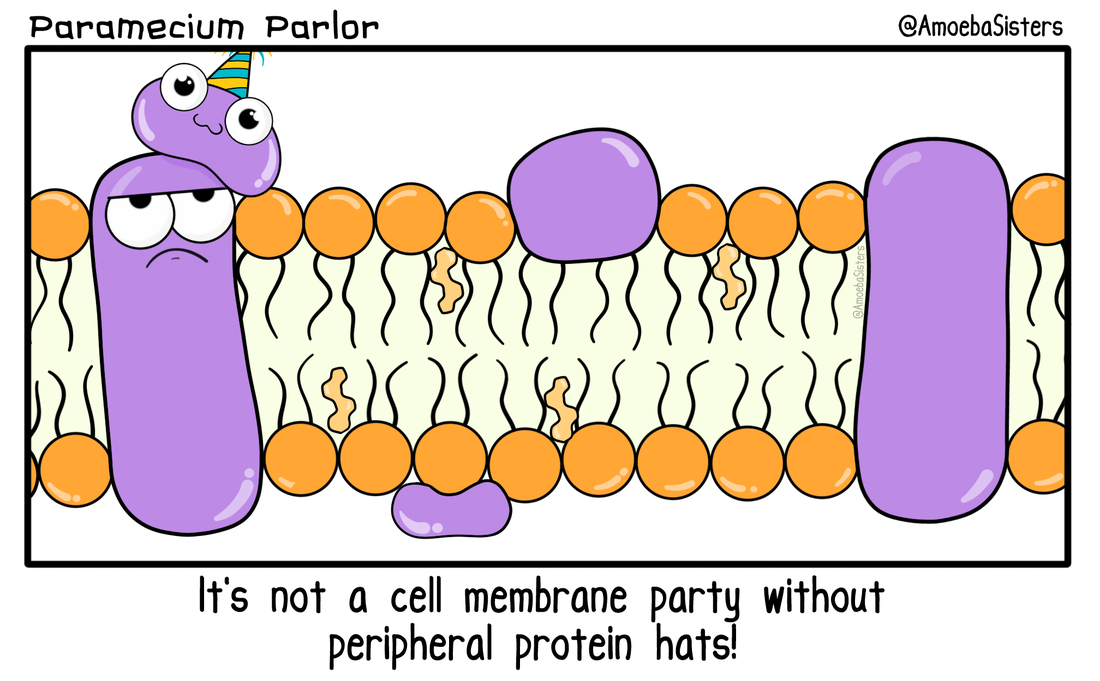 Paramecium Parlor
@AmoebaSisters
@AmoebaSisters
It's not a cell membrane party without
peripheral protein hats!